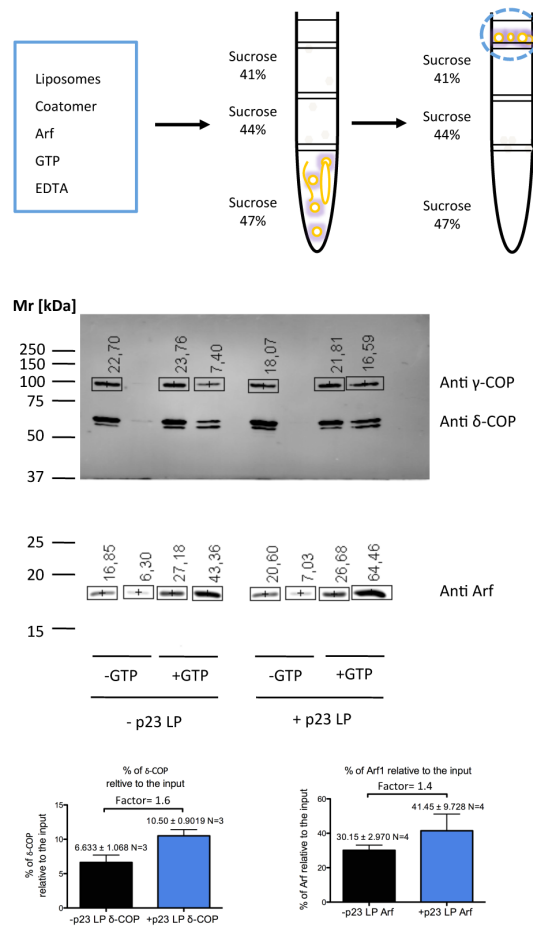 Liposomes
Coatomer
Arf
GTP
EDTA
Sucrose
41%
Sucrose
44%
Sucrose
47%
Sucrose
41%
Sucrose
44%
Sucrose
47%
Mr [kDa]
250
150
100
75
50
37
22,70
23,76
7,40
18,07
21,81
16,59
Anti γ-COP
Anti δ-COP
25
20
15
16,85
6,30
27,18
43,36
20,60
7,03
26,68
64,46
Anti Arf
-GTP +GTP -GTP +GTP
- p23 LP + p23 LP
% of δ-COP
reltive to the input
Factor= 1.6
% of δ-COP
relative to the input
15
10
5
0
6.633 ± 1.068 N=3
10.50 ± 0.9019 N=3
-p23 LP δ-COP +p23 LP δ-COP
% of Arf1 relative to the input
Factor= 1.4
% of Arf relative to the input
60
40
20
0
30.15 ± 2.970 N=4
41.45 ± 9.728 N=4
-p23 LP Arf +p23 LP Arf